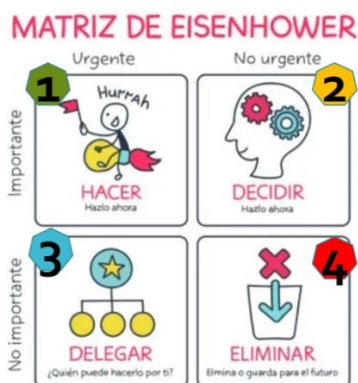 MATRIZ DE EISENHOWER
Urgente
No urgente
Importante
1
Hurrah
HACER
Hazlo ahora
2
DECIDIR
Hazlo ahora
No importante
3
DELEGAR
¿Quién puede hacerlo por ti?
4
ELIMINAR
Elmina o guarda para el futuro